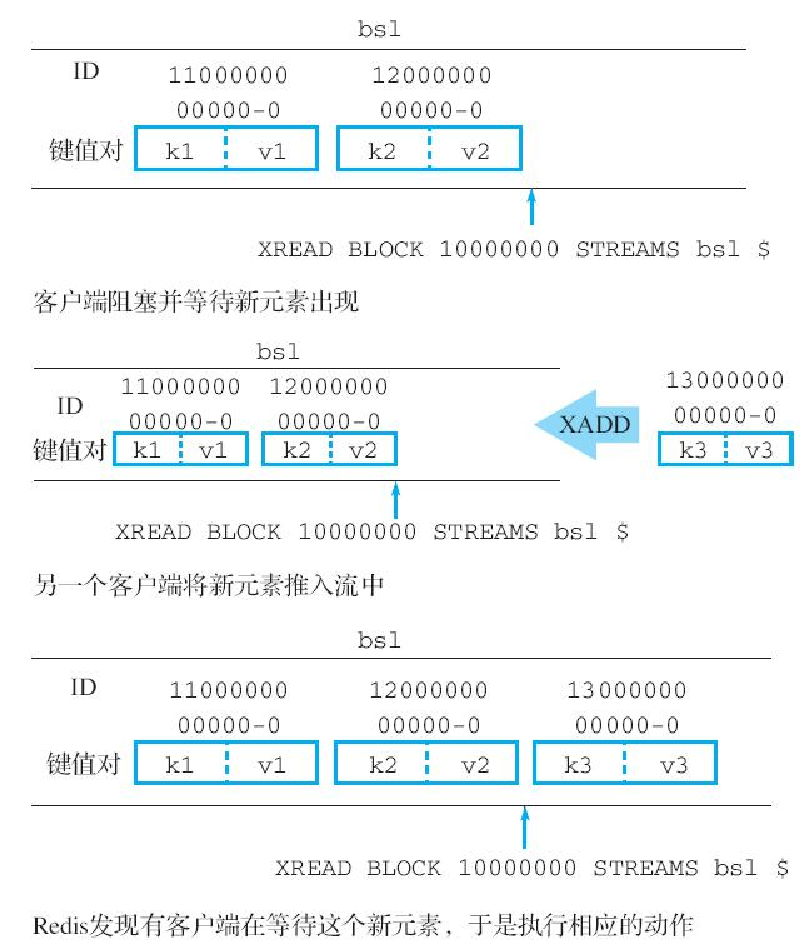 bsl
ID 11000000 12000000
00000-0 00000-0
键值对 k1 v1 k2 v2
XREAD BLOCK 10000000 STREAMS bsl $
客户端阻塞并等待新元素出现
bsl
11000000 12000000 13000000
ID 00000-0 00000-0 XADD 00000-0
键值对 k1 v1 k2 v2 k3 v3
XREAD BLOCK 10000000 STREAMS bsl $
另一个客户端将新元素推入流中
bsl
ID 11000000 12000000 13000000
00000-0 00000-0 00000-0
键值对 k1 v1 k2 v2 k3 v3
XREAD BLOCK 10000000 STREAMS bsl $
Redis发现有客户端在等待这个新元素，于是执行相应的动作